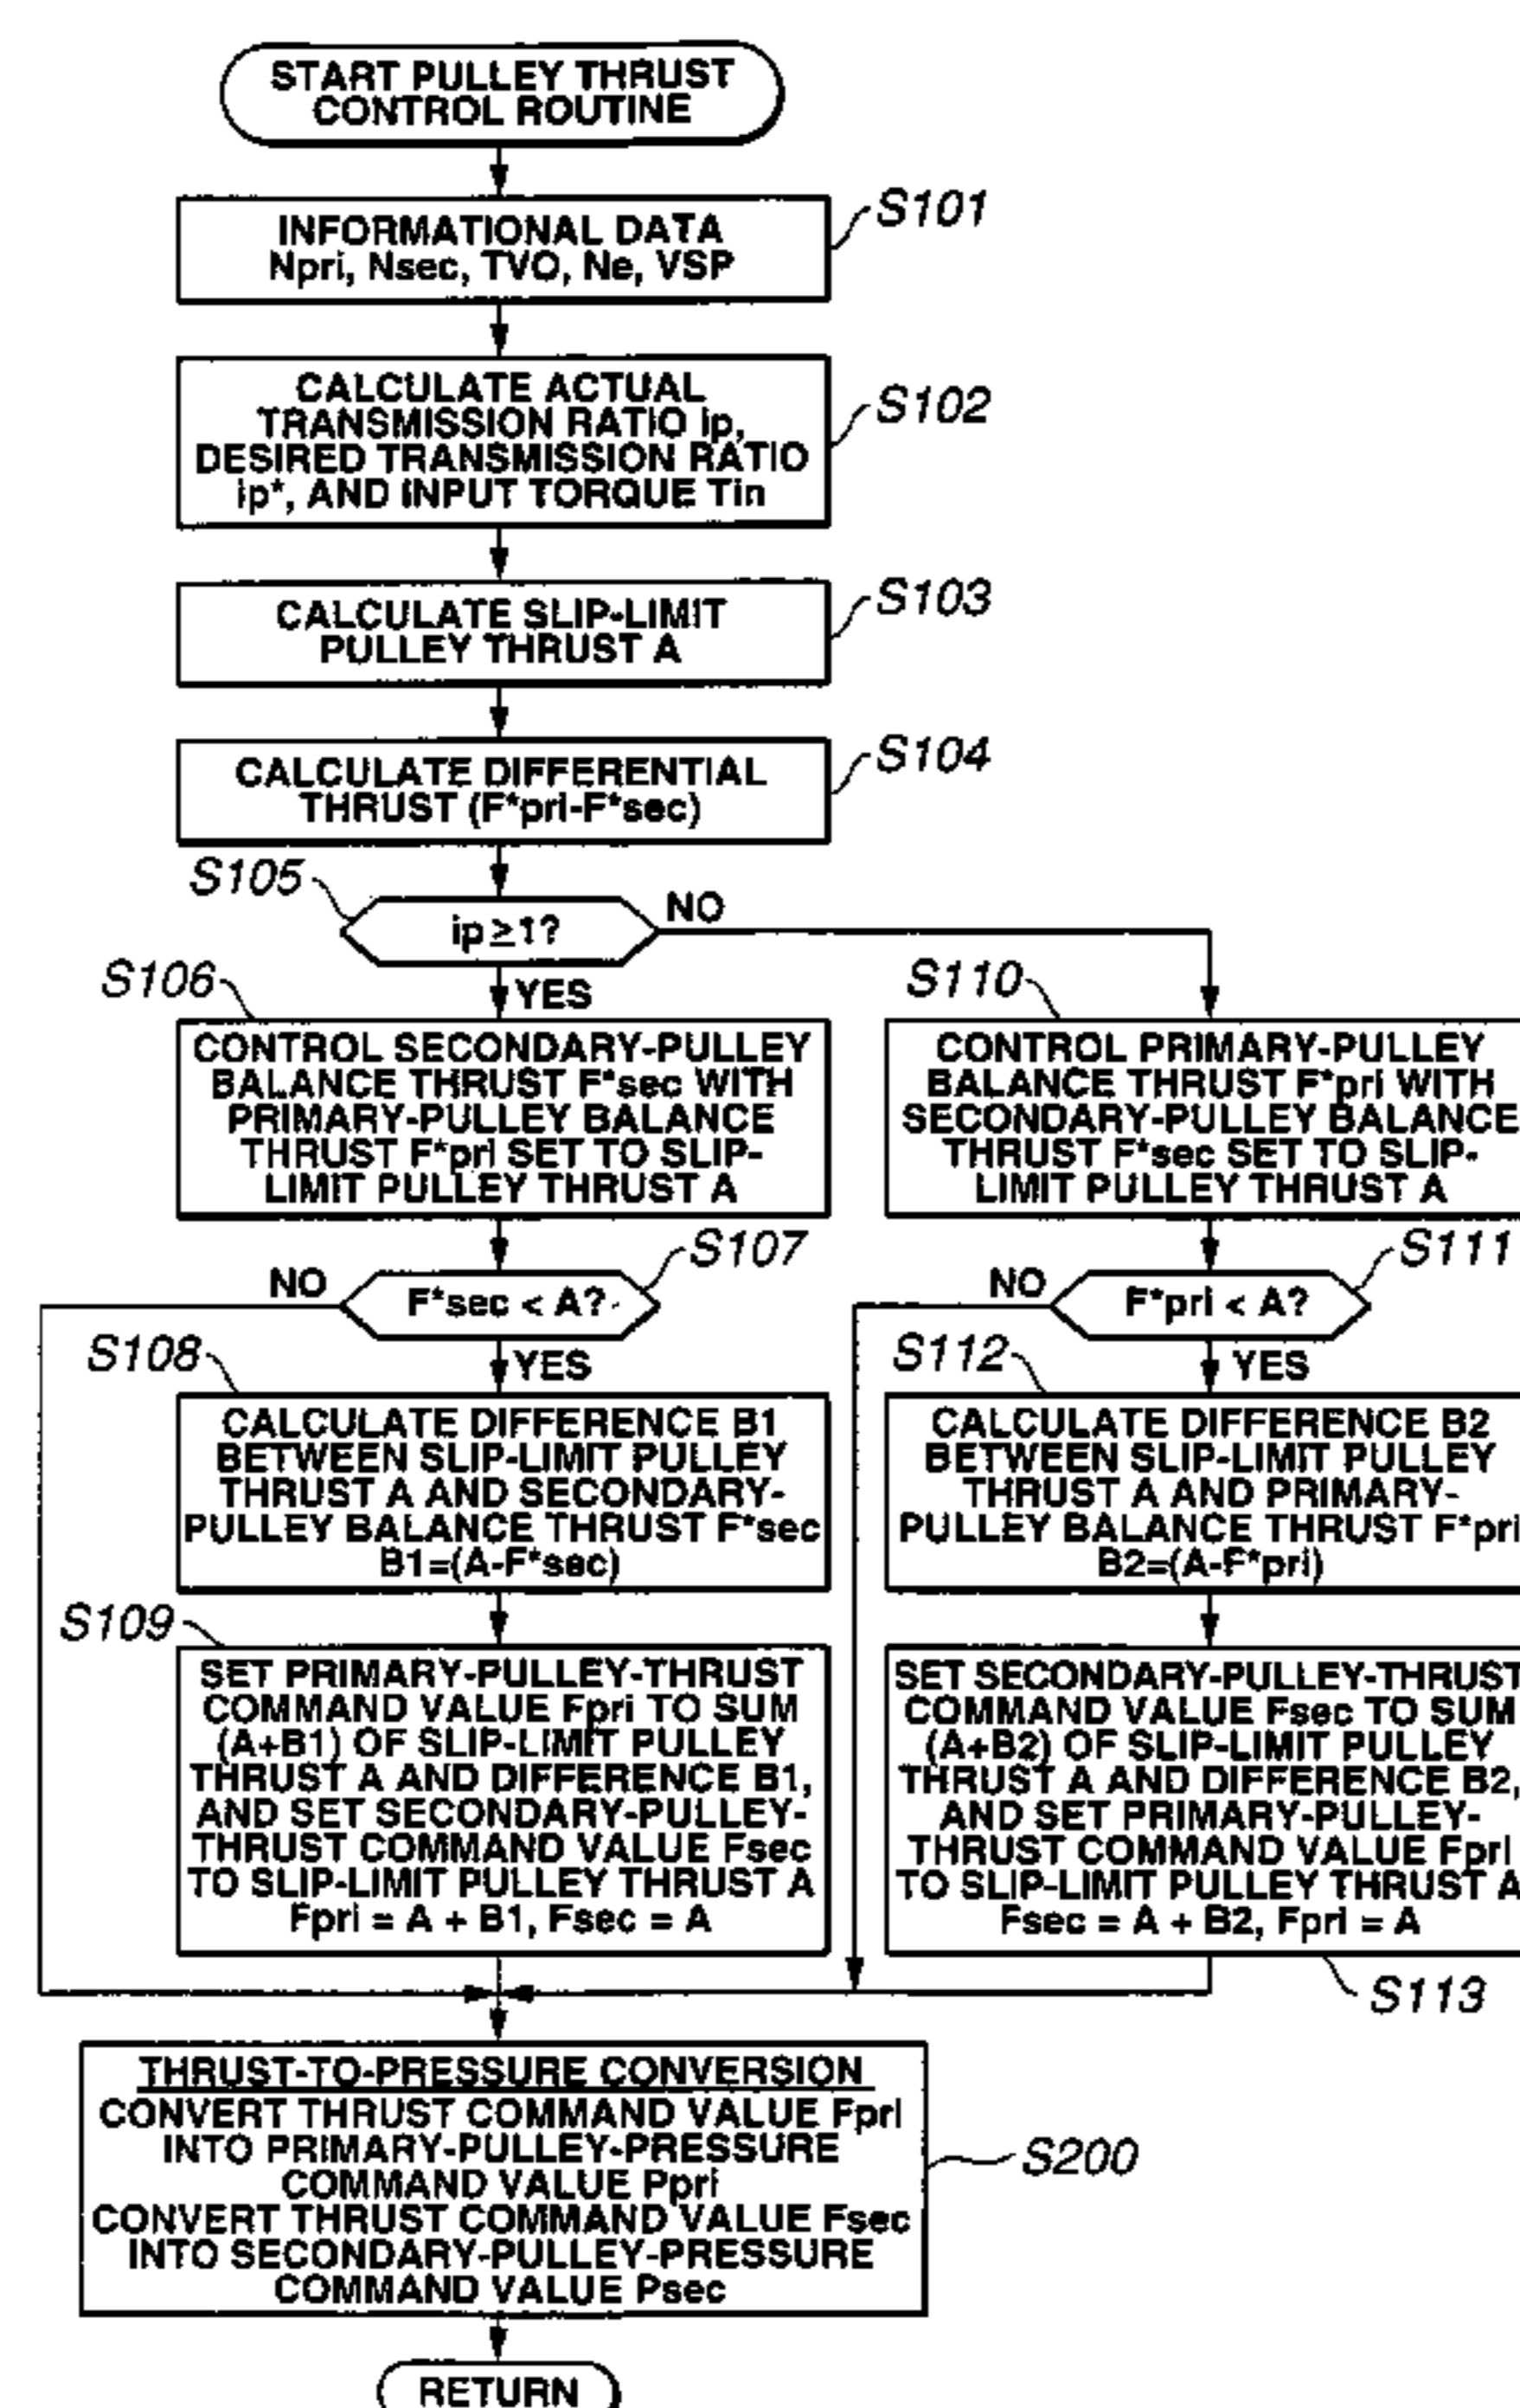 START PULLEY THRUST
CONTROL ROUTINE
INFORMATIONAL DATA
Npri, Nsec, TVO, Ne, VSP
S101
CALCULATE ACTUAL
TRANSMISSION RATIO ip,
DESIRED TRANSMISSION RATIO
ip*, AND INPUT TORQUE Tin
S102
CALCULATE SLIP-LIMIT
PULLEY THRUST A
S103
CALCULATE DIFFERENTIAL
THRUST (F*pri-F*sec)
S104
S105
ip ≥ 1?
NO
YES
S106
CONTROL SECONDARY-PULLEY
BALANCE THRUST F*sec WITH
PRIMARY-PULLEY BALANCE
THRUST F*pri SET TO SLIP-
LIMIT PULLEY THRUST A
S107
F*sec < A?
NO
YES
S108
CALCULATE DIFFERENCE B1
BETWEEN SLIP-LIMIT PULLEY
THRUST A AND SECONDARY-
PULLEY BALANCE THRUST F*sec
B1=(A-F*sec)
S109
SET PRIMARY-PULLEY-THRUST
COMMAND VALUE Fpri TO SUM
(A+B1) OF SLIP-LIMIT PULLEY
THRUST A AND DIFFERENCE B1,
AND SET SECONDARY-PULLEY-
THRUST COMMAND VALUE Fsec
TO SLIP-LIMIT PULLEY THRUST A
Fpri = A + B1, Fsec = A
S110
CONTROL PRIMARY-PULLEY
BALANCE THRUST F*pri WITH
SECONDARY-PULLEY BALANCE
THRUST F*sec SET TO SLIP-
LIMIT PULLEY THRUST A
S111
F*pri < A?
NO
YES
S112
CALCULATE DIFFERENCE B2
BETWEEN SLIP-LIMIT PULLEY
THRUST A AND PRIMARY-
PULLEY BALANCE THRUST F*pri
B2=(A-F*pri)
SET SECONDARY-PULLEY-THRUST
COMMAND VALUE Fsec TO SUM
(A+B2) OF SLIP-LIMIT PULLEY
THRUST A AND DIFFERENCE B2,
AND SET PRIMARY-PULLEY-
THRUST COMMAND VALUE Fpri
TO SLIP-LIMIT PULLEY THRUST A
Fsec = A + B2, Fpri = A
S113
THRUST-TO-PRESSURE CONVERSION
CONVERT THRUST COMMAND VALUE Fpri
INTO PRIMARY-PULLEY-PRESSURE
COMMAND VALUE Ppri
CONVERT THRUST COMMAND VALUE Fsec
INTO SECONDARY-PULLEY-PRESSURE
COMMAND VALUE Psec
S200
RETURN